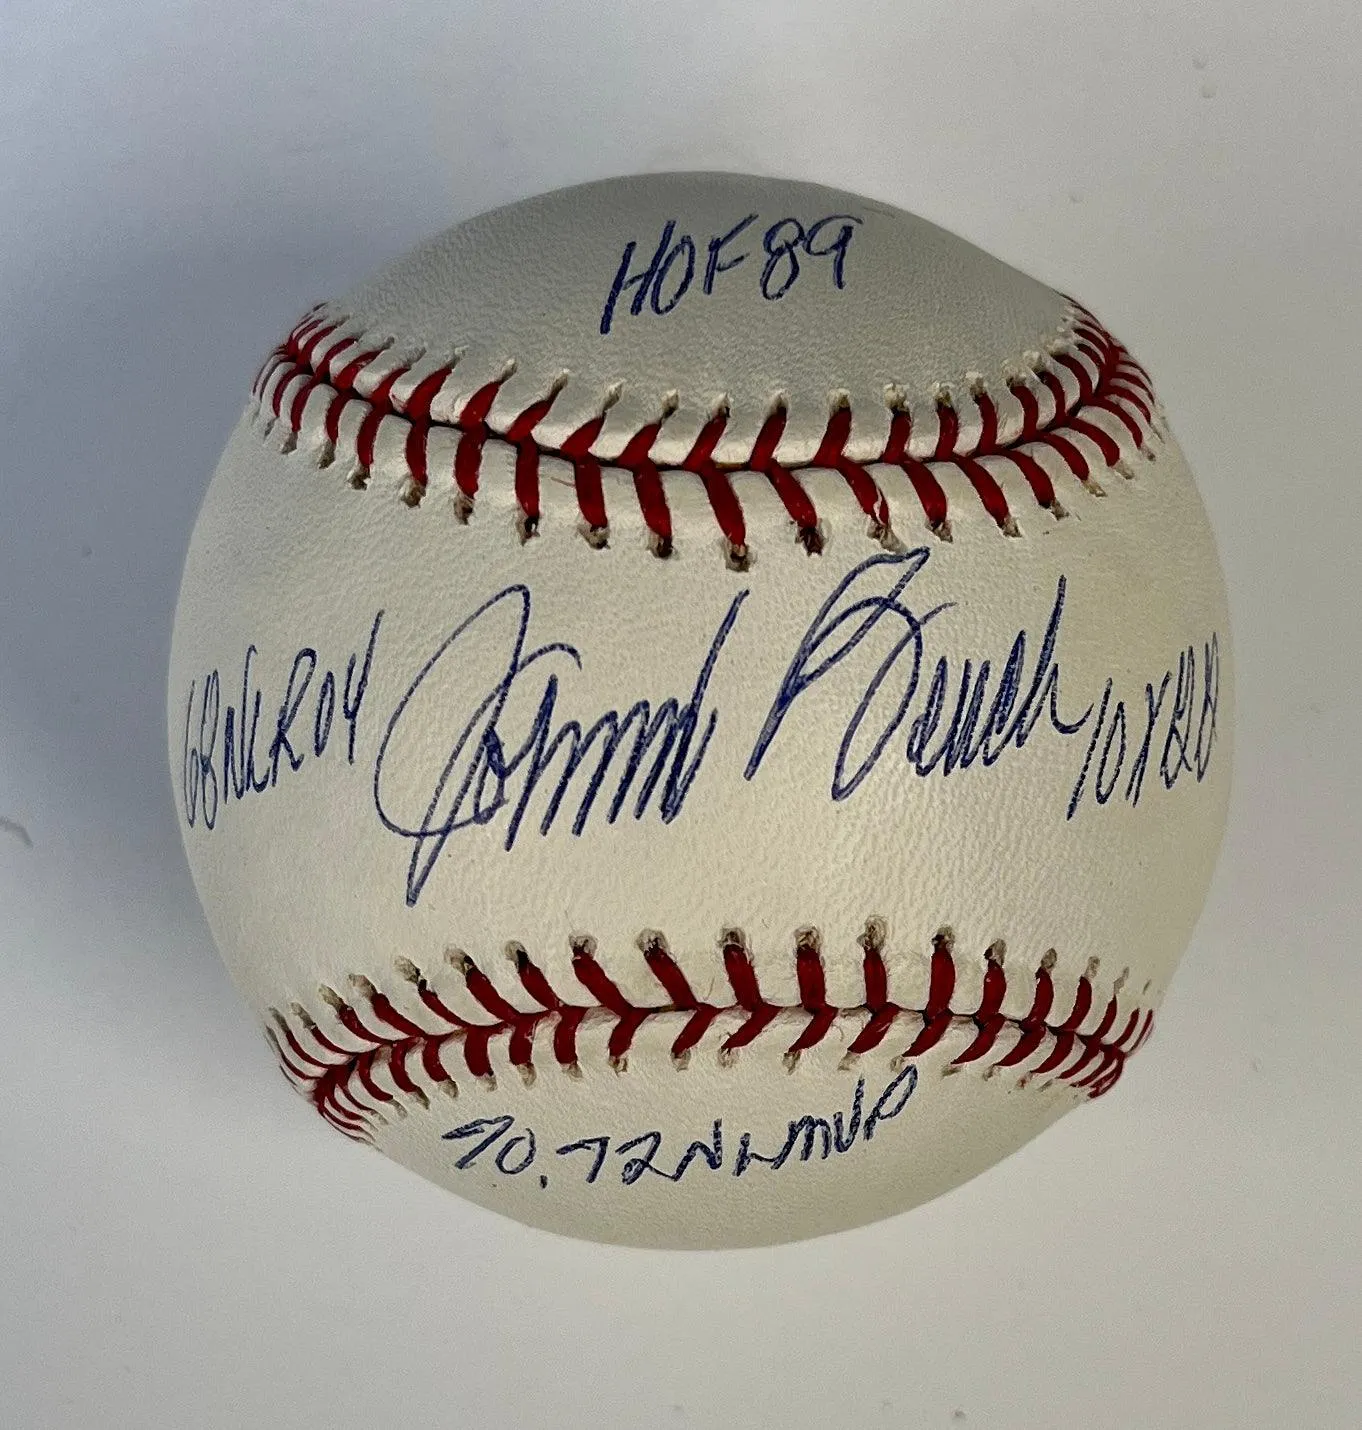 HOF 89
68 NL ROY Johnny Bench 10 X GG
70, 72 NL MVP